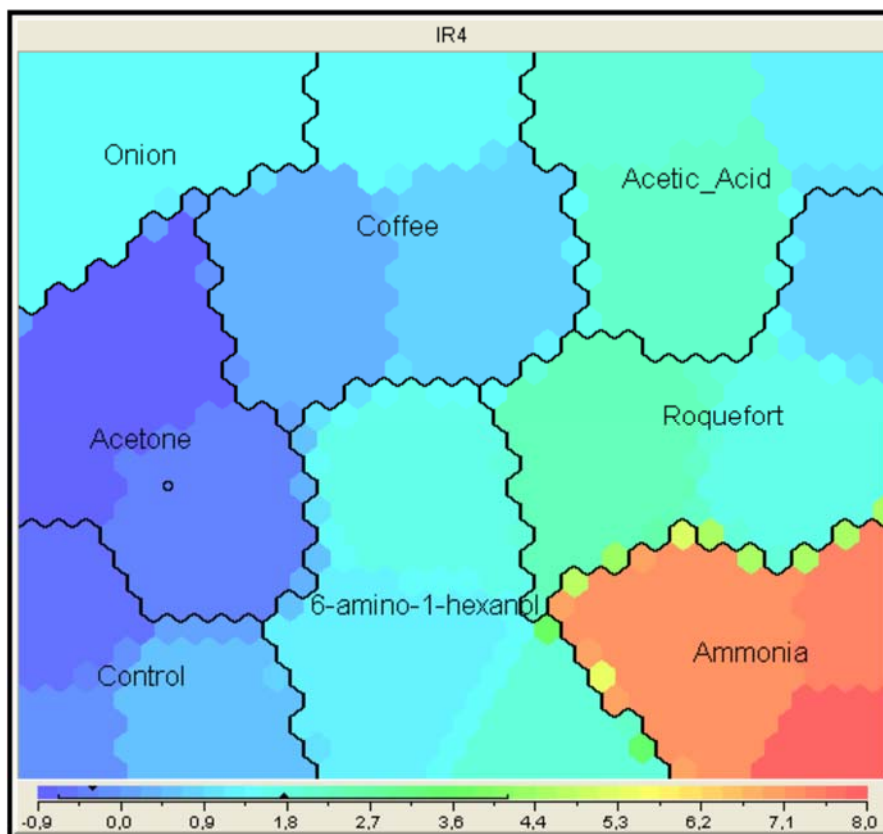 IR4
Onion
Acetic_Acid
Coffee
Roquefort
Acetone
6-amino-1-hexanol
Ammonia
Control
-0,9 0,0 0,9 1,8 2,7 3,6 4,4 5,3 6,2 7,1 8,0